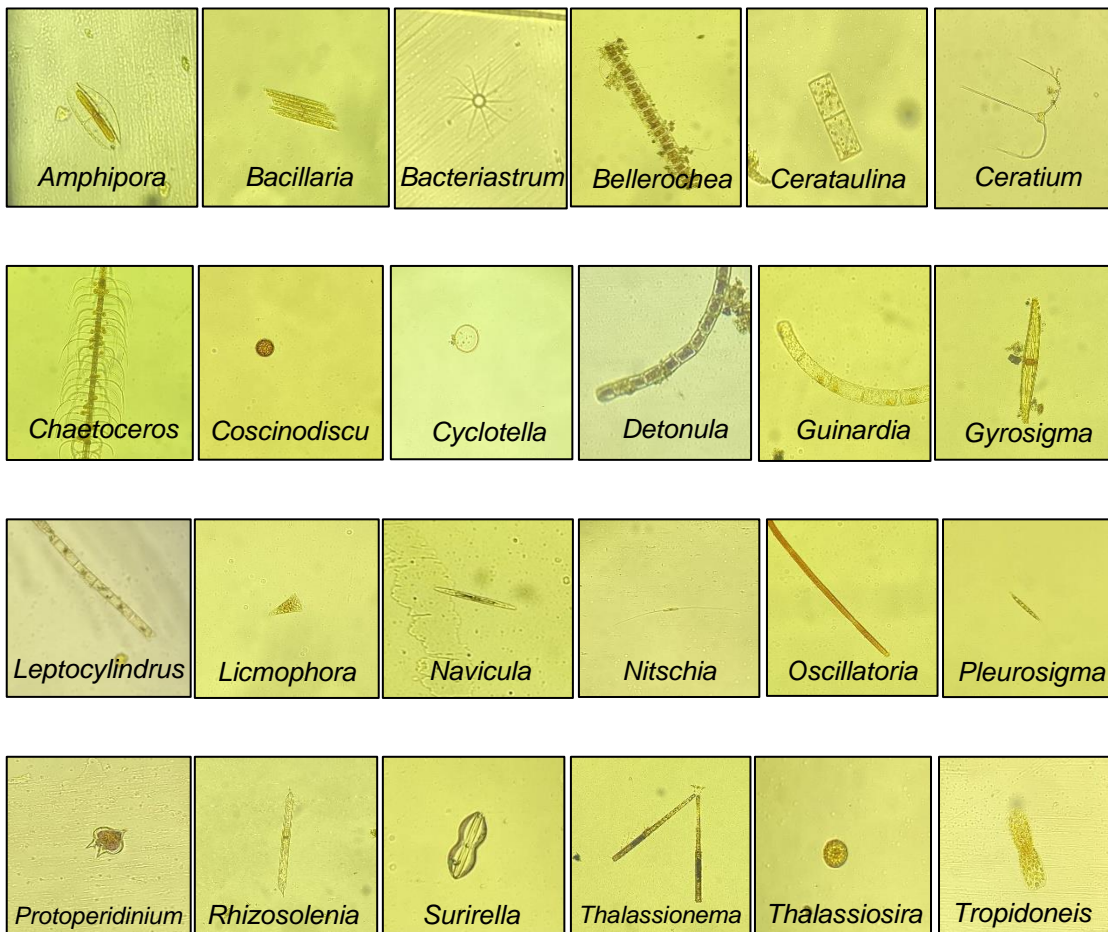 Amphipora
Bacillaria
Bacteriastrum
Bellerochea
Cerataulina
Ceratium
Chaetoceros
Coscinodiscu
Cyclotella
Detonula
Guinardia
Gyrosigma
Leptocylindrus
Licmophora
Navicula
Nitschia
Oscillatoria
Pleurosigma
Protoperidinium
Rhizosolenia
Surirella
Thalassionema
Thalassiosira
Tropidoneis